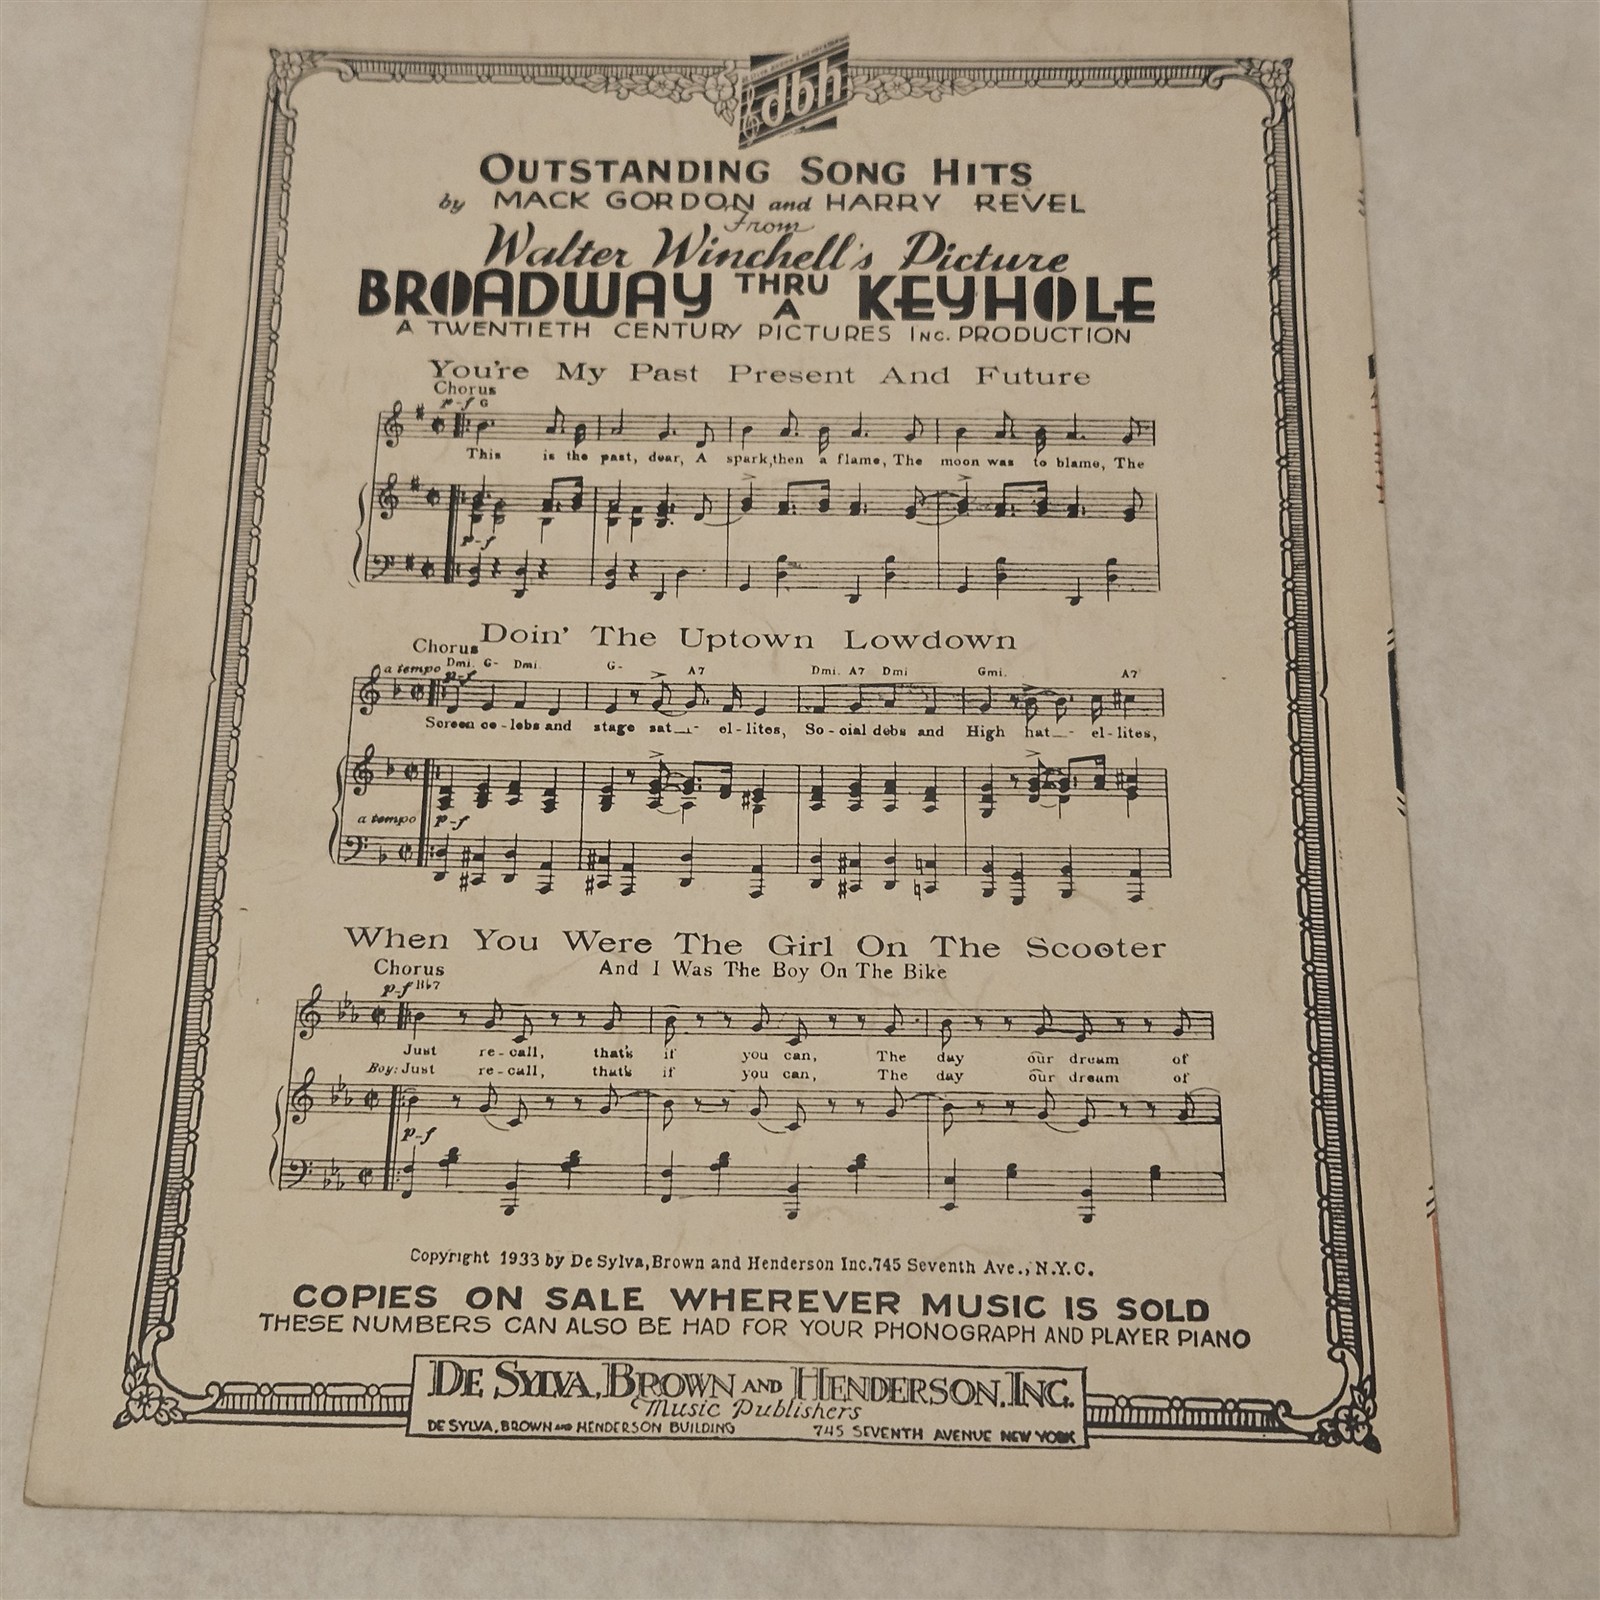 dbh
OUTSTANDING SONG HITS
by MACK GORDON and HARRY REVEL
From
Walter Winchell's Picture
BROADWAY THRU A KEYHOLE
A TWENTIETH CENTURY PICTURES INC. PRODUCTION
You're My Past Present And Future
Chorus
p-f G
This is the past, dear, A spark, then a flame, The moon was to blame, The
p-f
Doin' The Uptown Lowdown
Chorus
a tempo Dmi. G- Dmi. G- A7 Dmi. A7 Dmi Gmi. A7
p-f
Screen ce-lebs and stage sat-el-lites, So-cial debs and High hat-el-lites,
a tempo p-f
When You Were The Girl On The Scooter
And I Was The Boy On The Bike
Chorus
p-f Bb7
Just re-call, that's if you can, The day our dream of
Boy: Just re-call, that's if you can, The day our dream of
p-f
Copyright 1933 by De Sylva, Brown and Henderson Inc. 745 Seventh Ave., N.Y.C.
COPIES ON SALE WHEREVER MUSIC IS SOLD
THESE NUMBERS CAN ALSO BE HAD FOR YOUR PHONOGRAPH AND PLAYER PIANO
DE SYLVA, BROWN AND HENDERSON, INC.
Music Publishers
DE SYLVA, BROWN AND HENDERSON BUILDING 745 SEVENTH AVENUE NEW YORK